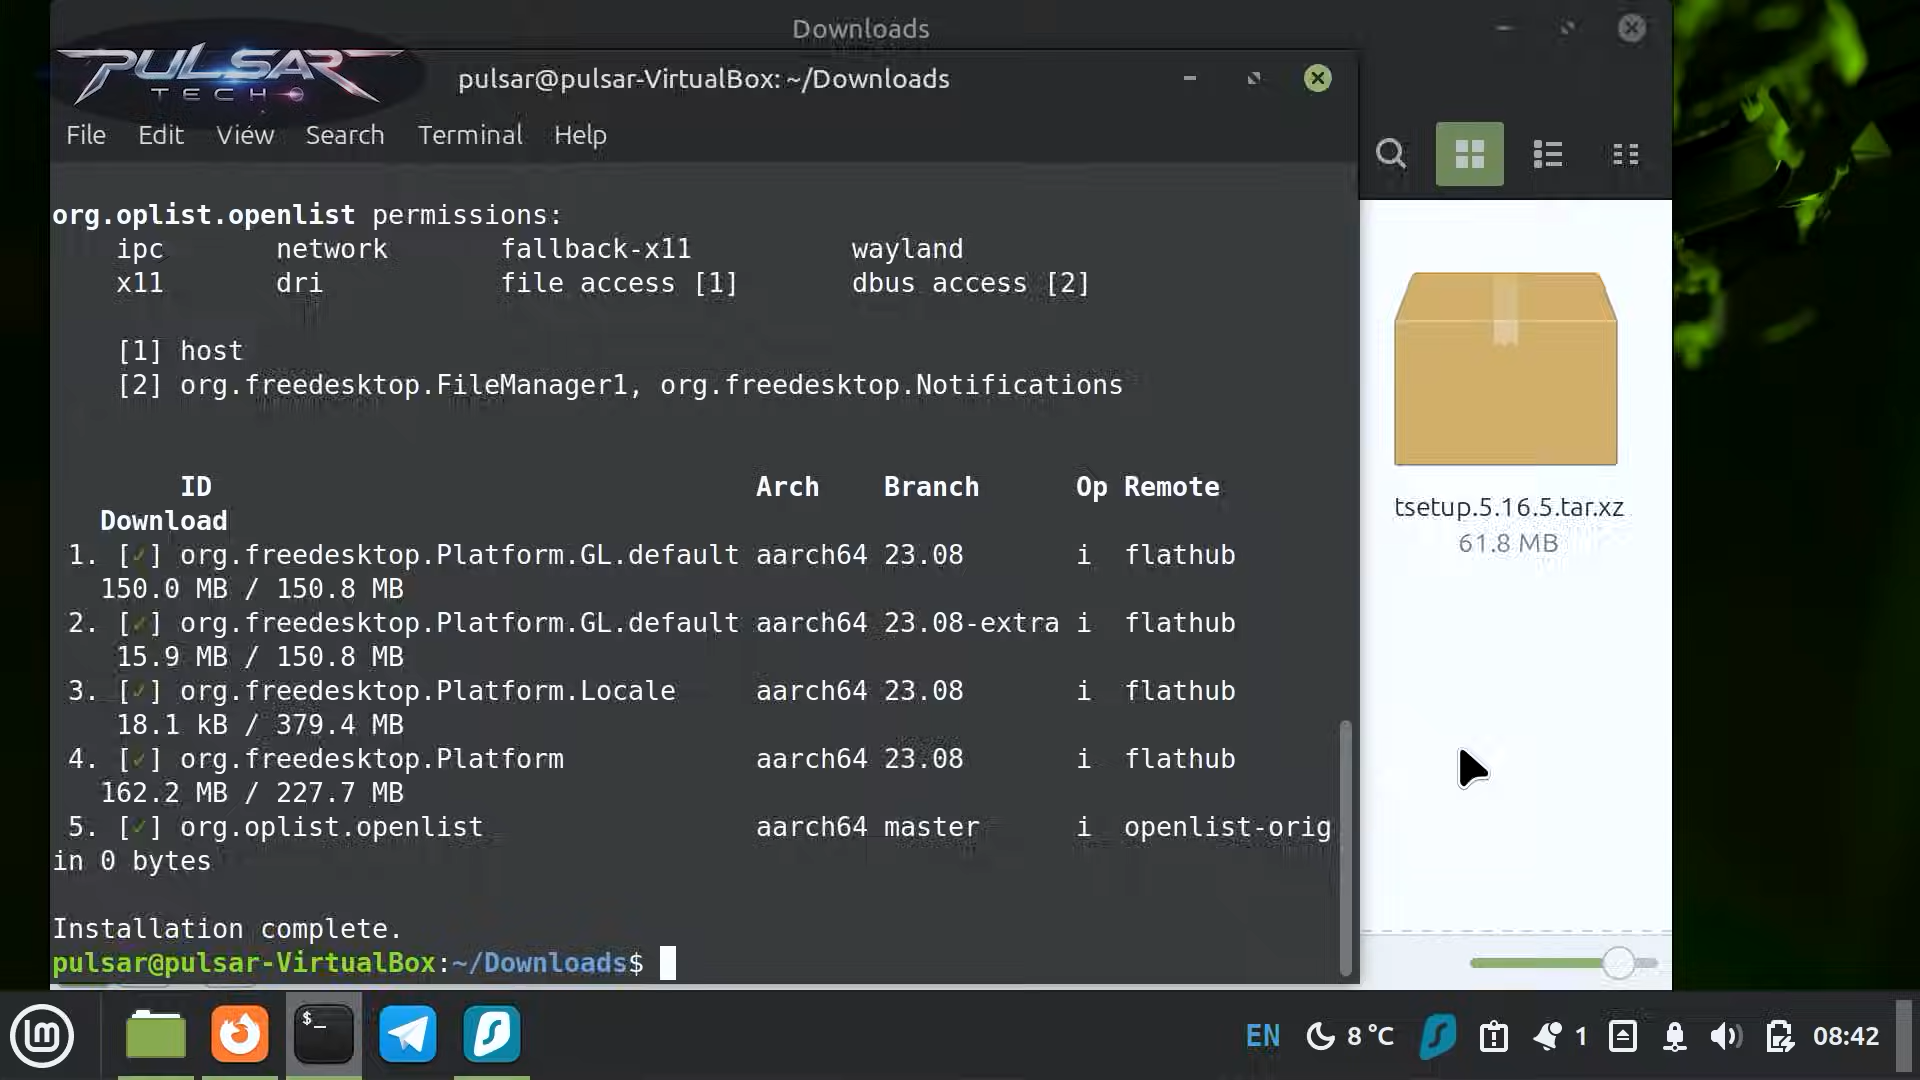 Downloads
PULSAR
TECH
pulsar@pulsar-VirtualBox: ~/Downloads
File Edit View Search Terminal Help
org.oplist.openlist permissions:
ipc network fallback-x11 wayland
x11 dri file access [1] dbus access [2]
[1] host
[2] org.freedesktop.FileManager1, org.freedesktop.Notifications
ID Arch Branch Op Remote
Download
1. [✓] org.freedesktop.Platform.GL.default aarch64 23.08 i flathub
150.0 MB / 150.8 MB
2. [✓] org.freedesktop.Platform.GL.default aarch64 23.08-extra i flathub
15.9 MB / 150.8 MB
3. [✓] org.freedesktop.Platform.Locale aarch64 23.08 i flathub
18.1 kB / 379.4 MB
4. [✓] org.freedesktop.Platform aarch64 23.08 i flathub
162.2 MB / 227.7 MB
5. [✓] org.oplist.openlist aarch64 master i openlist-orig
in 0 bytes
Installation complete.
pulsar@pulsar-VirtualBox:~/Downloads$
tsetup.5.16.5.tar.xz
61.8 MB
$_
EN 8 °C 1 08:42